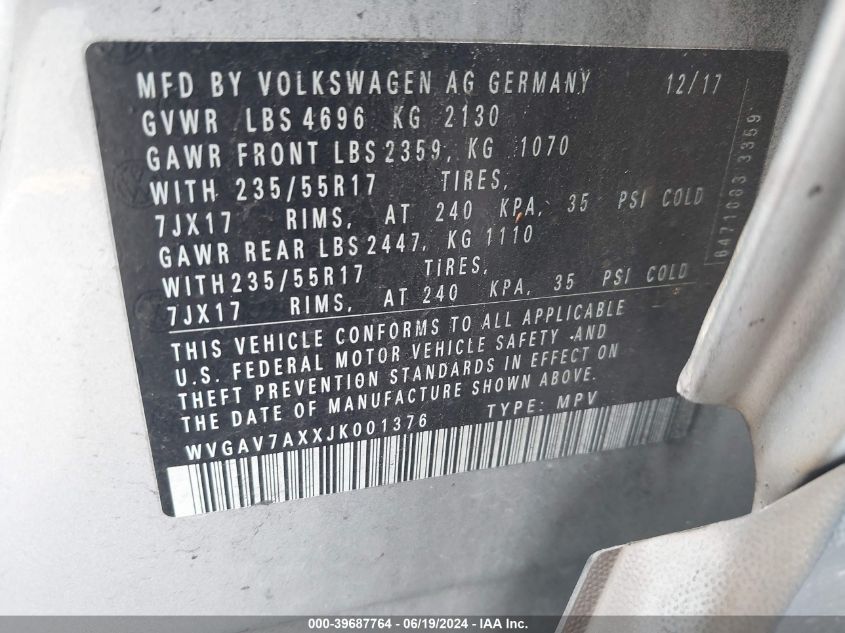 MFD BY VOLKSWAGEN AG GERMANY 12/17
GVWR LBS 4696 KG 2130
GAWR FRONT LBS 2359, KG 1070
WITH 235/55R17 TIRES,
7JX17 RIMS, AT 240 KPA, 35 PSI COLD
GAWR REAR LBS 2447, KG 1110
WITH 235/55R17 TIRES,
7JX17 RIMS, AT 240 KPA, 35 PSI COLD
THIS VEHICLE CONFORMS TO ALL APPLICABLE
U.S. FEDERAL MOTOR VEHICLE SAFETY AND
THEFT PREVENTION STANDARDS IN EFFECT ON
THE DATE OF MANUFACTURE SHOWN ABOVE.
WVGAV7AXXJK001376 TYPE: MPV
8471083 3359
000-39687764 - 06/19/2024 - IAAI.com